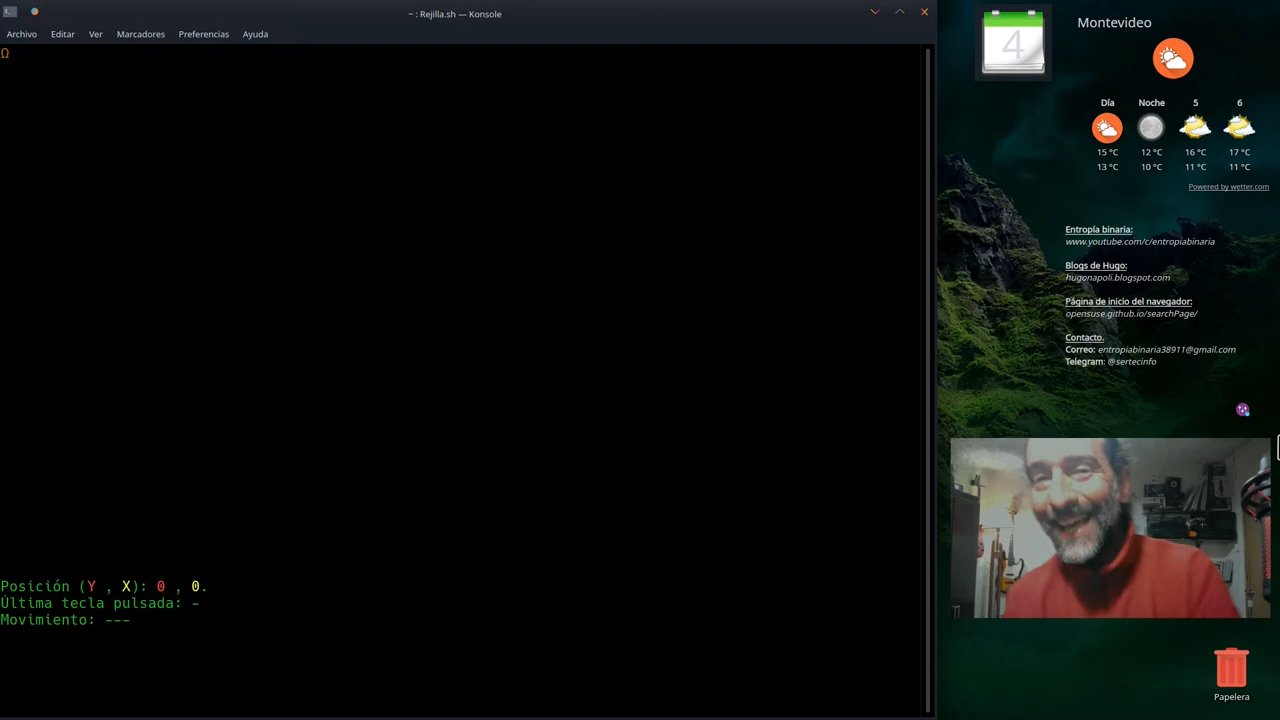 ~ : Rejilla.sh — Konsole
Archivo Editar Ver Marcadores Preferencias Ayuda
Ω
Posición (Y , X): 0 , 0.
Última tecla pulsada: -
Movimiento: ---
4
Montevideo
Día Noche 5 6
15 °C 12 °C 16 °C 17 °C
13 °C 10 °C 11 °C 11 °C
Powered by wetter.com
Entropía binaria:
www.youtube.com/c/entropiabinaria
Blogs de Hugo:
hugonapoli.blogspot.com
Página de inicio del navegador:
opensuse.github.io/searchPage/
Contacto.
Correo: entropiabinaria38911@gmail.com
Telegram: @sertecinfo
Papelera